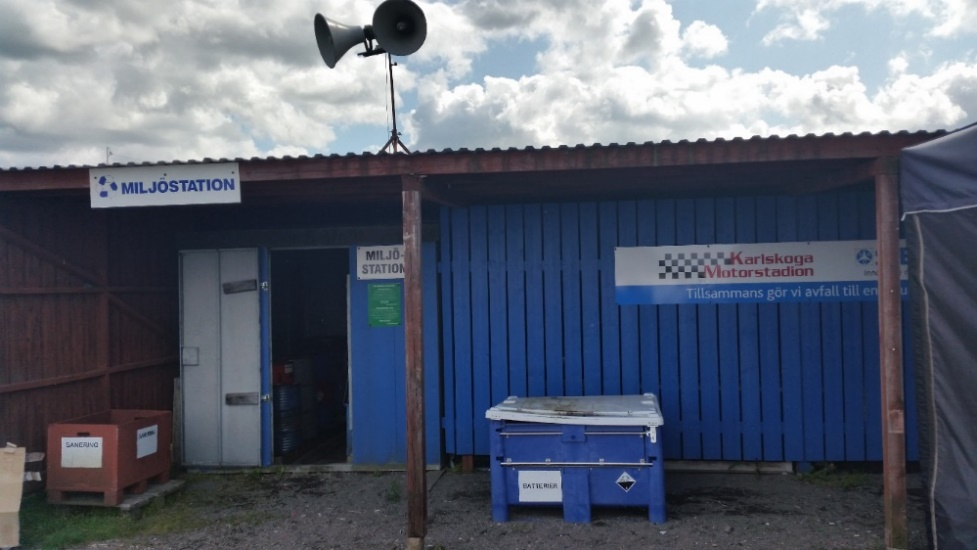 MILJÖSTATION
MILJÖ-
STATION
Karlskoga
Motorstadion
Tillsammans gör vi avfall till en
SANERING
BATTERIER